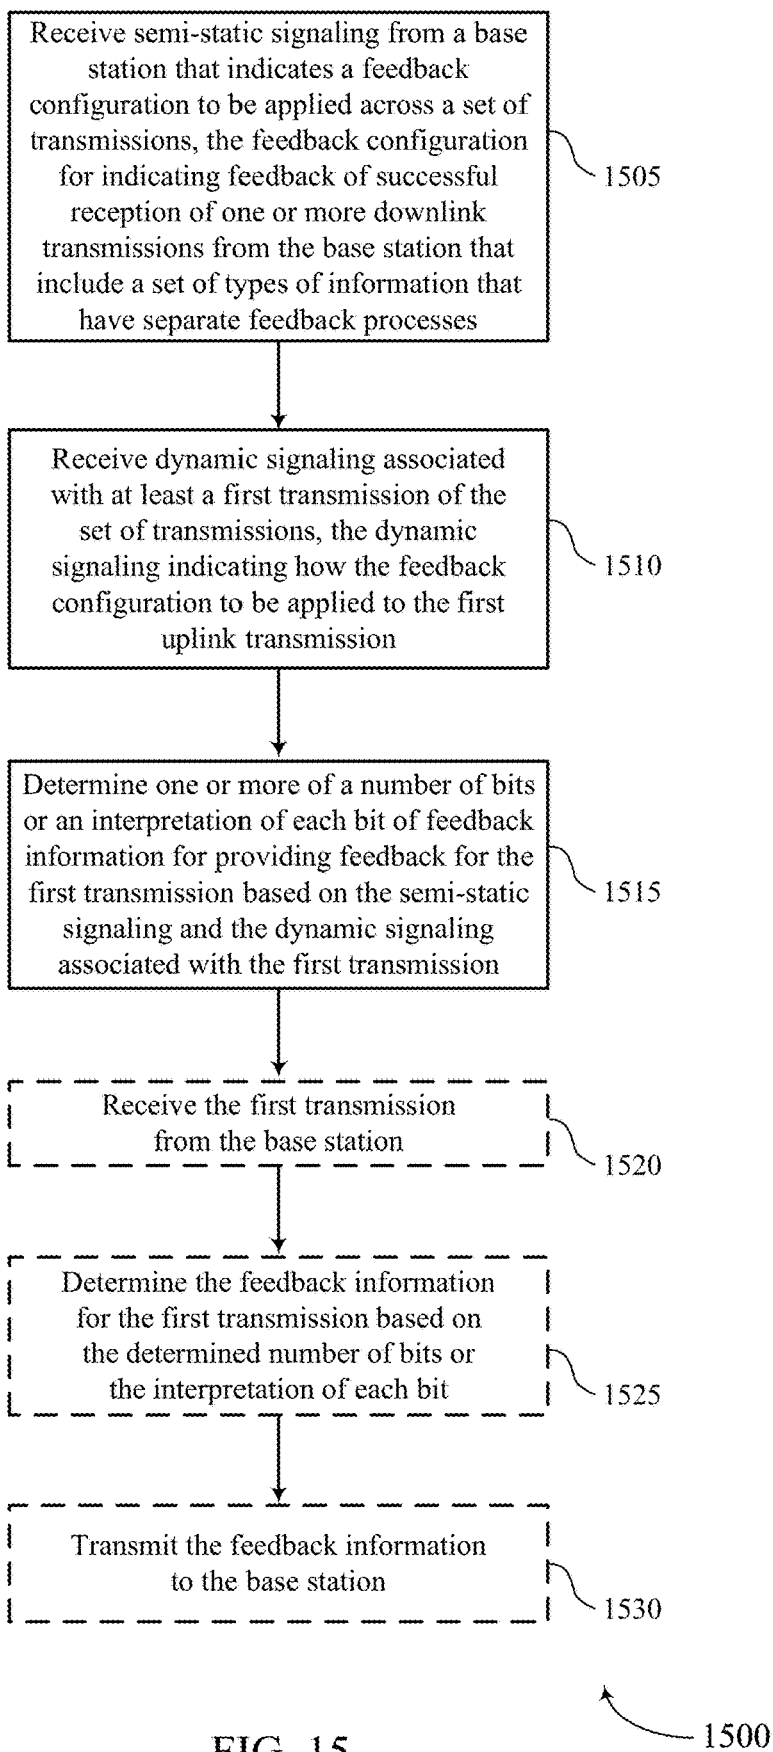 Receive semi-static signaling from a base
station that indicates a feedback
configuration to be applied across a set of
transmissions, the feedback configuration
for indicating feedback of successful
reception of one or more downlink
transmissions from the base station that
include a set of types of information that
have separate feedback processes
1505
Receive dynamic signaling associated
with at least a first transmission of the
set of transmissions, the dynamic
signaling indicating how the feedback
configuration to be applied to the first
uplink transmission
1510
Determine one or more of a number of bits
or an interpretation of each bit of feedback
information for providing feedback for the
first transmission based on the semi-static
signaling and the dynamic signaling
associated with the first transmission
1515
Receive the first transmission
from the base station
1520
Determine the feedback information
for the first transmission based on
the determined number of bits or
the interpretation of each bit
1525
Transmit the feedback information
to the base station
1530
1500
FIG. 15